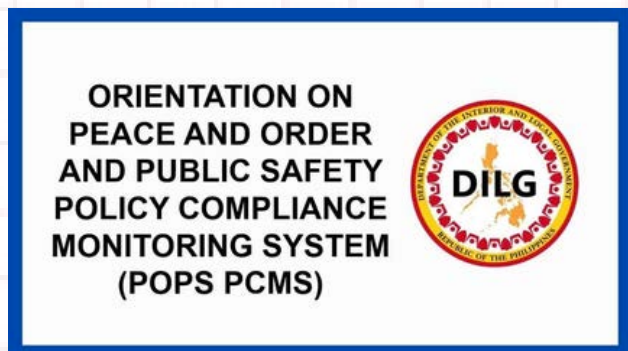 ORIENTATION ON
PEACE AND ORDER
AND PUBLIC SAFETY
POLICY COMPLIANCE
MONITORING SYSTEM
(POPS PCMS)
DEPARTMENT OF THE INTERIOR AND LOCAL GOVERNMENT
DILG
REPUBLIC OF THE PHILIPPINES